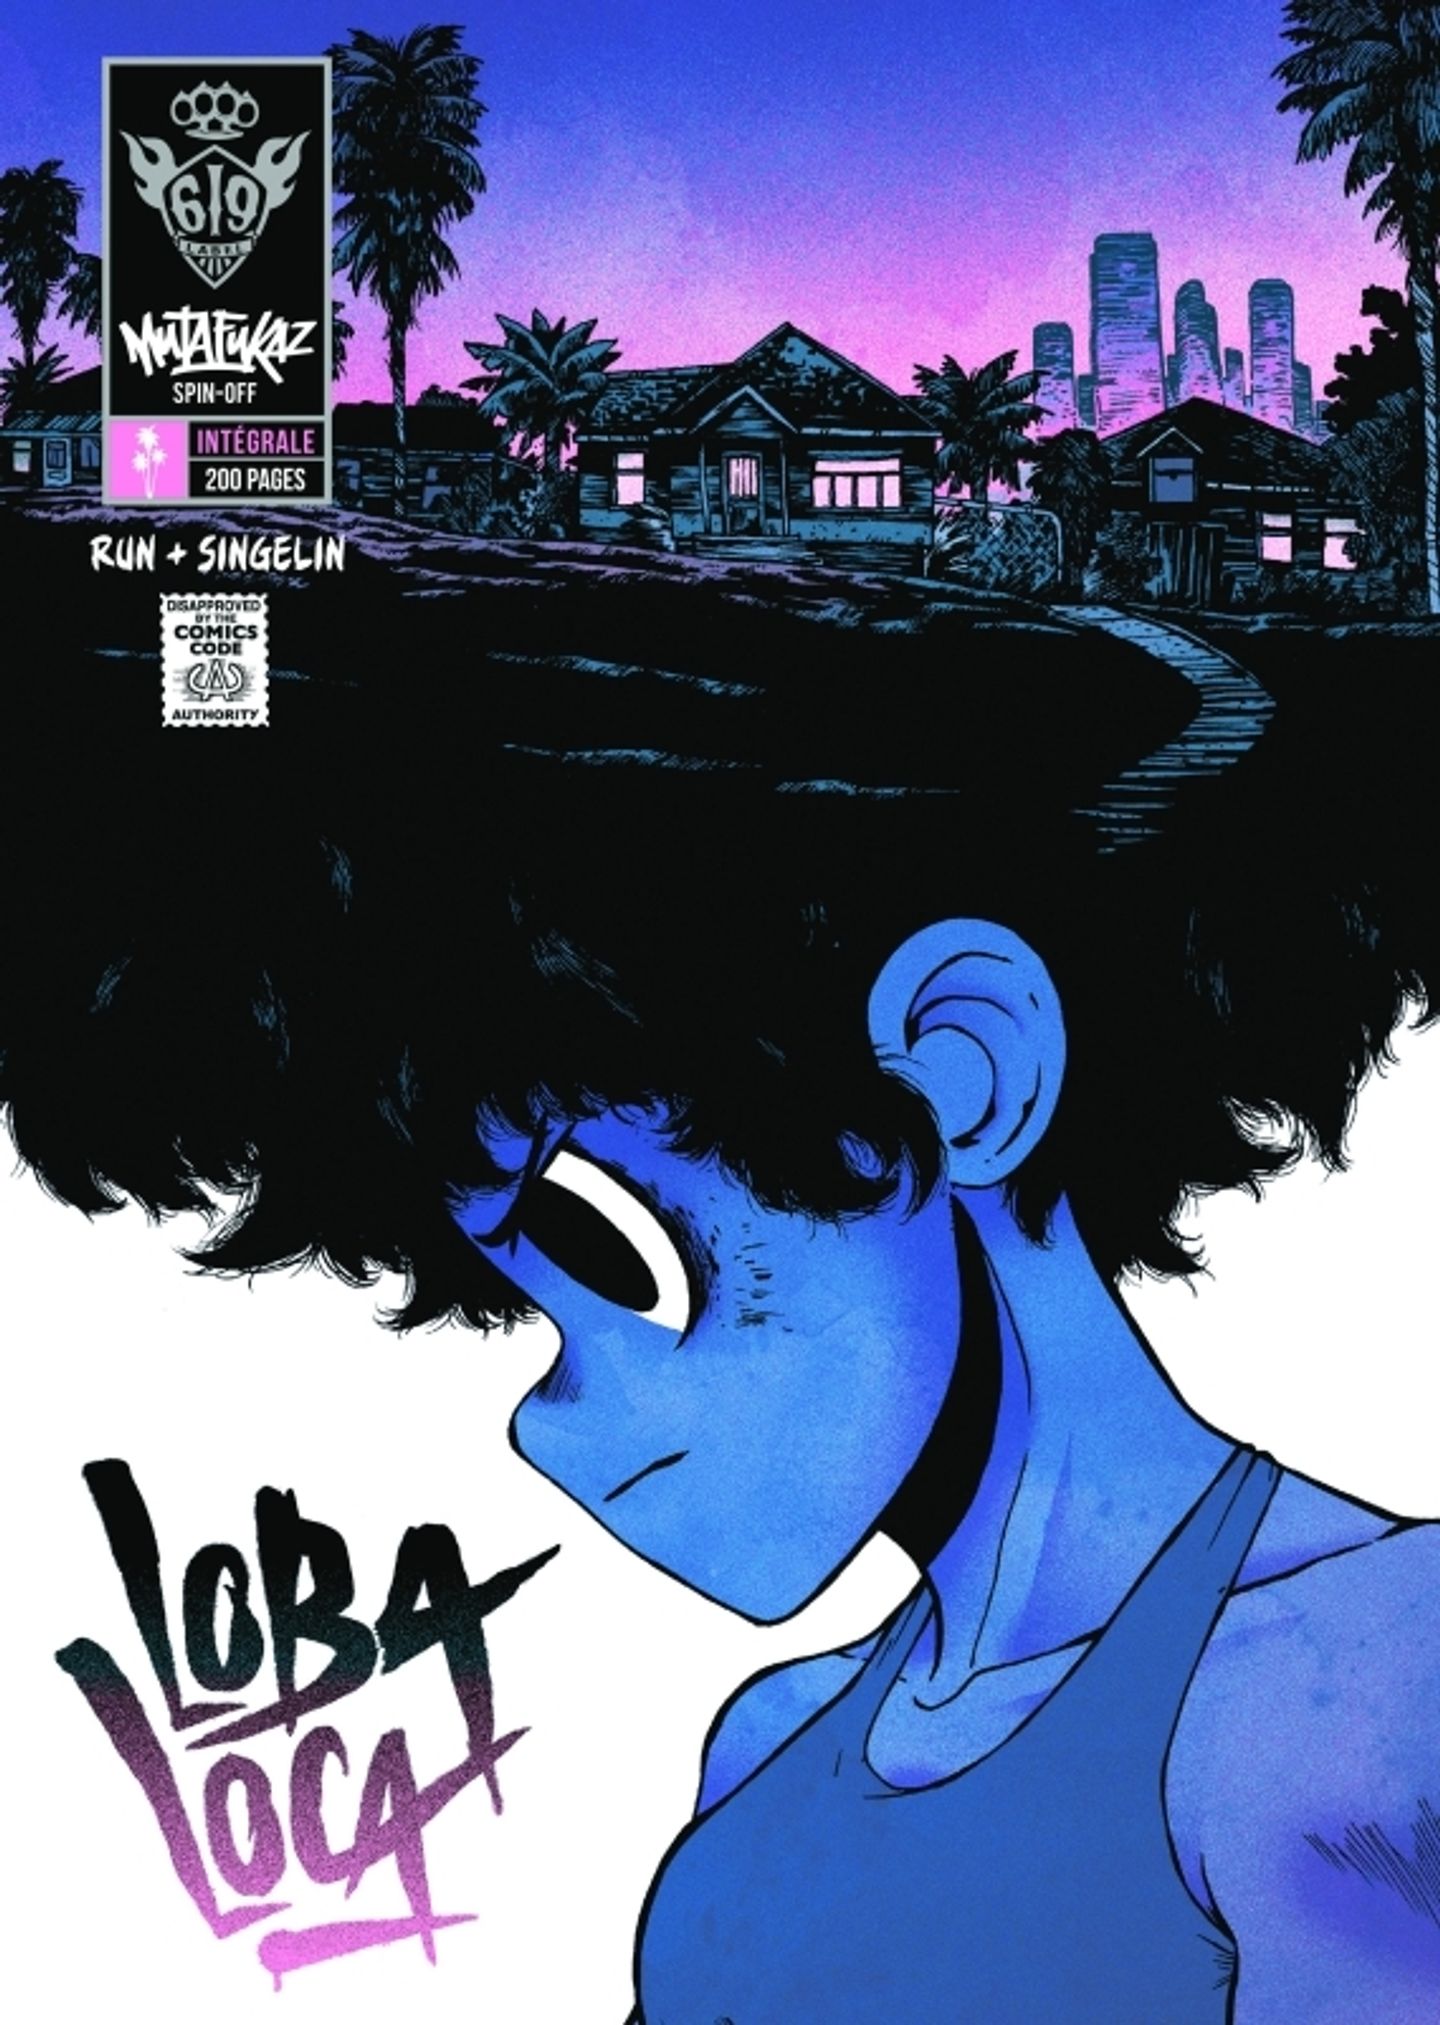 619
LABEL
MUTAFUKAZ
SPIN-OFF
INTÉGRALE
200 PAGES
RUN + SINGELIN
DISAPPROVED
BY THE
COMICS
CODE
AUTHORITY
LOBA
LOCA